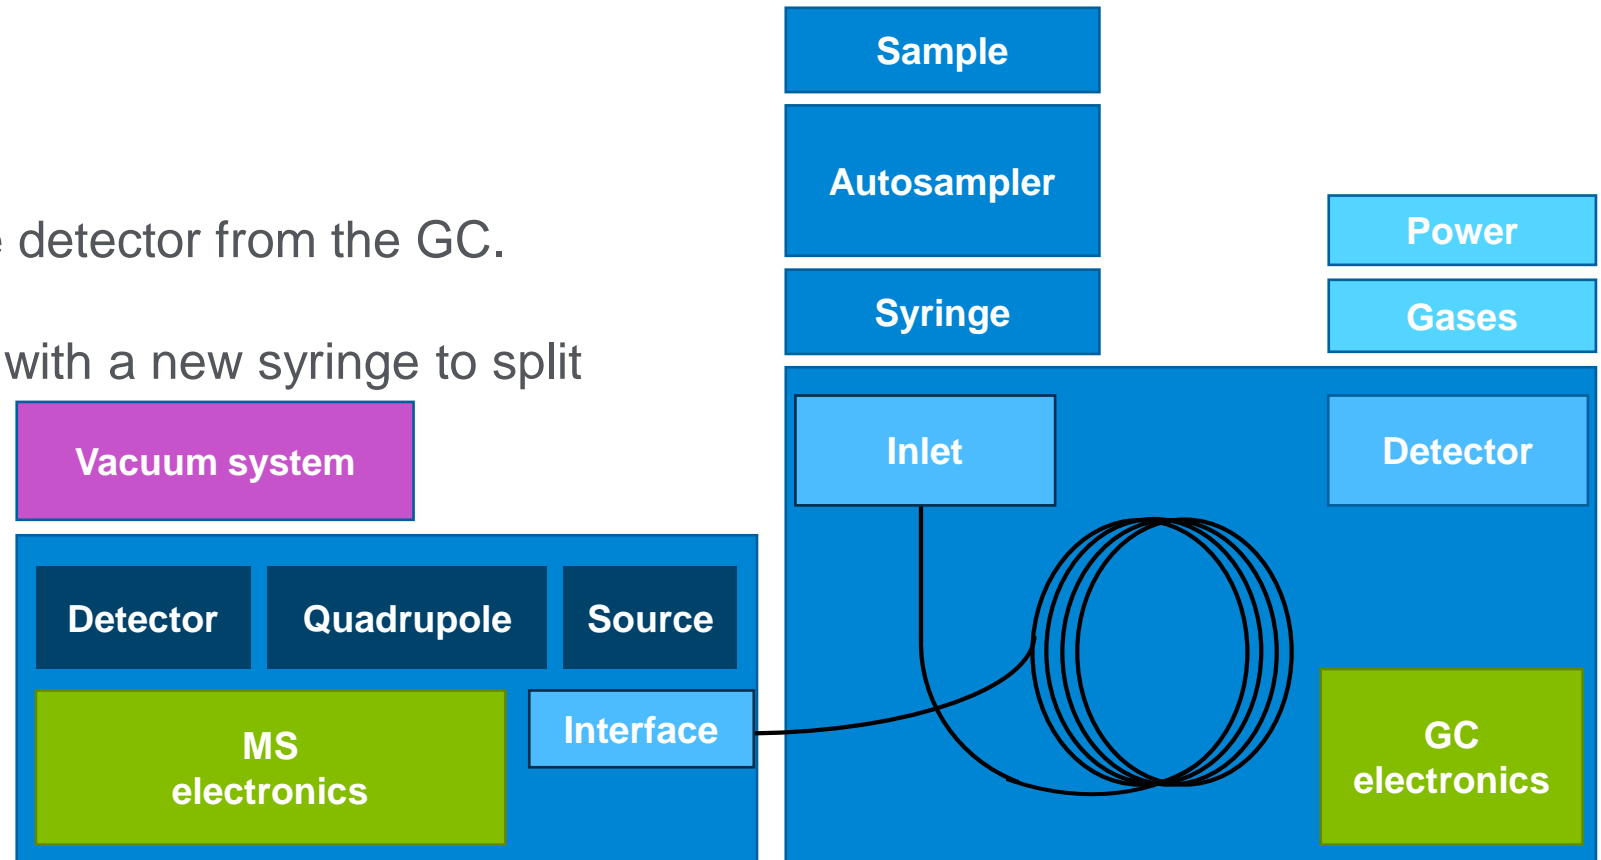 Sample
Autosampler
Power
detector from the GC.
Gases
Syringe
with a new syringe to split
Inlet
Detector
Vacuum system
Detector Quadrupole Source
Interface
MS
electronics
GC
electronics